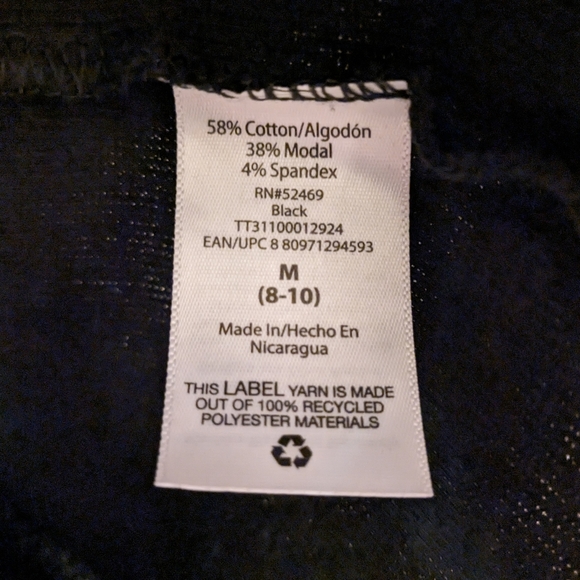 58% Cotton/Algodón
38% Modal
4% Spandex
RN#52469
Black
TT31100012924
EAN/UPC 8 80971294593
M
(8-10)
Made In/Hecho En
Nicaragua
THIS LABEL YARN IS MADE
OUT OF 100% RECYCLED
POLYESTER MATERIALS